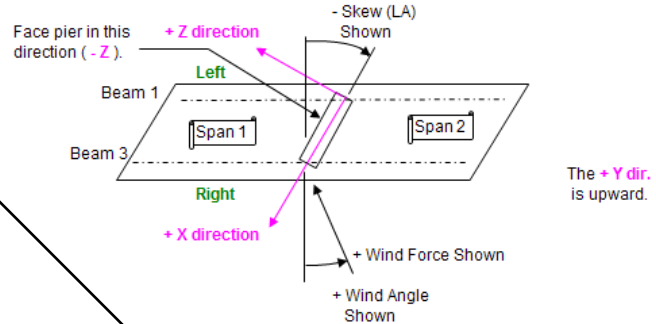 Face pier in this
direction ( - Z ).
+ Z direction
- Skew (LA)
Shown
Left
Beam 1
Span 1
Span 2
Beam 3
Right
The + Y dir.
is upward.
+ X direction
+ Wind Force Shown
+ Wind Angle
Shown